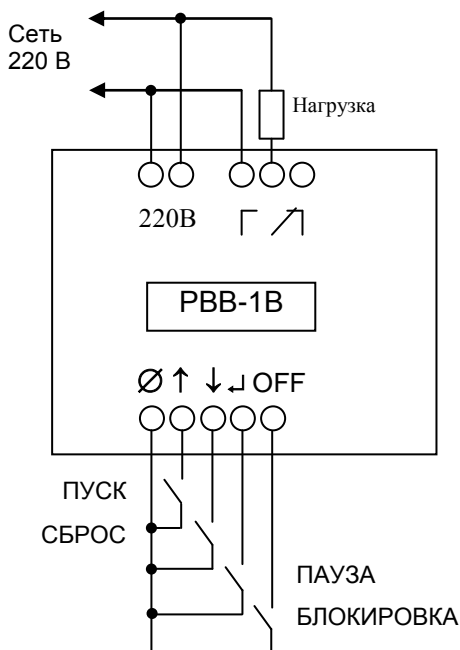 Сеть
220 В
Нагрузка
220В
РВВ-1В
Ø ↑ ↓ ↵ OFF
ПУСК
СБРОС
ПАУЗА
БЛОКИРОВКА